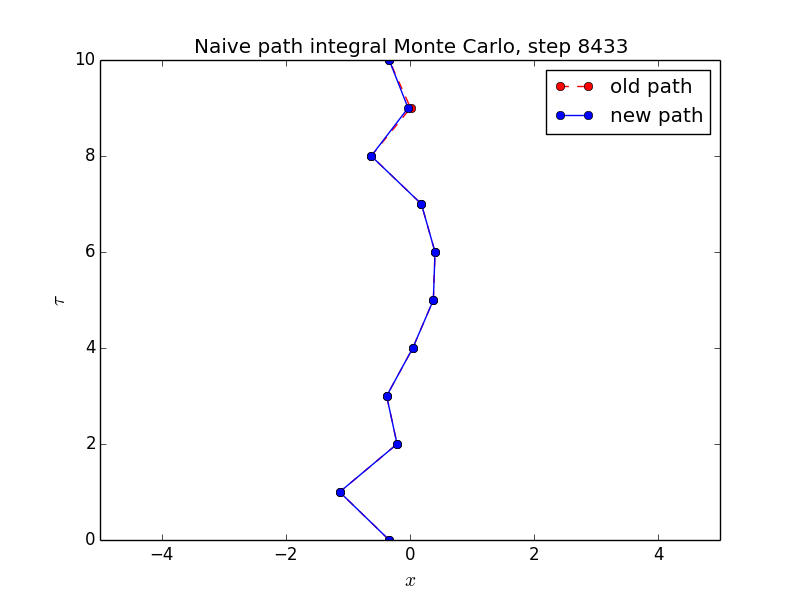 Naive path integral Monte Carlo, step 8433
10
old path
new path
8
6
τ
4
2
0
−4 −2 0 2 4
x